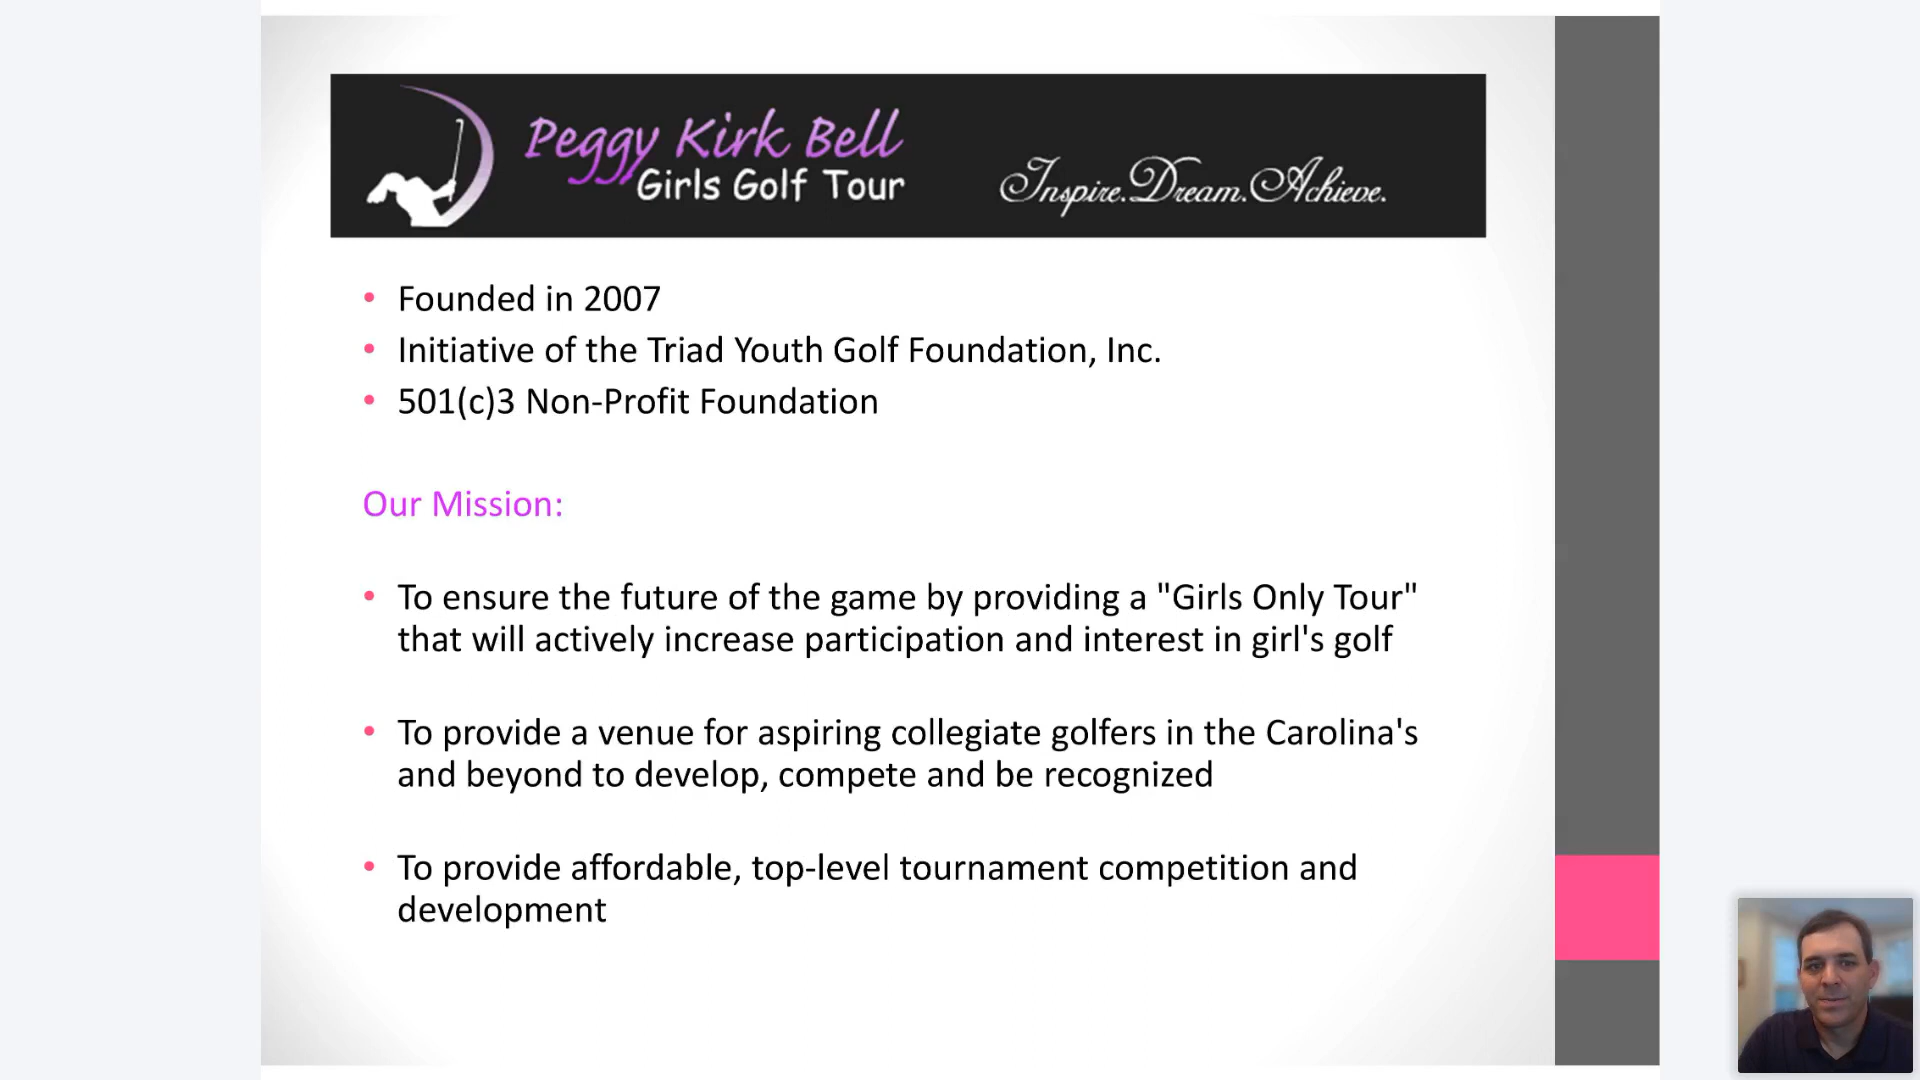 Peggy Kirk Bell
Girls Golf Tour
Inspire.Dream.Achieve.
• Founded in 2007
• Initiative of the Triad Youth Golf Foundation, Inc.
• 501(c)3 Non-Profit Foundation
Our Mission:
• To ensure the future of the game by providing a "Girls Only Tour"
that will actively increase participation and interest in girl's golf
• To provide a venue for aspiring collegiate golfers in the Carolina's
and beyond to develop, compete and be recognized
• To provide affordable, top-level tournament competition and
development